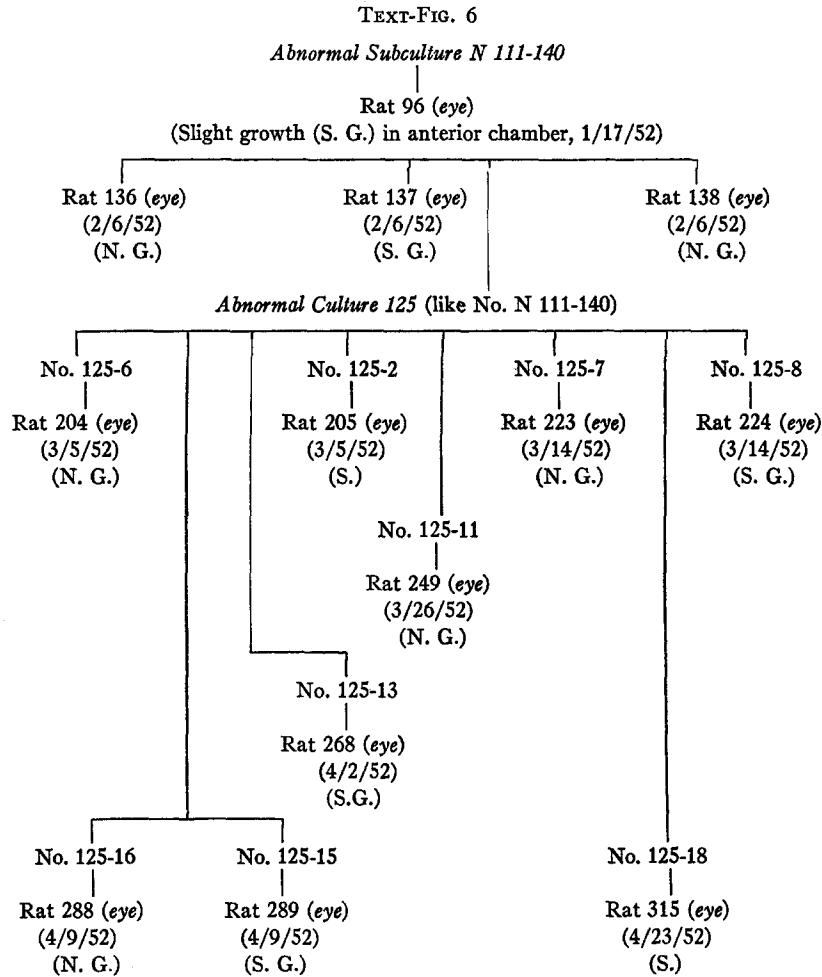 TEXT-FIG. 6
Abnormal Subculture N 111-140
Rat 96 (eye)
(Slight growth (S. G.) in anterior chamber, 1/17/52)
Rat 136 (eye)
(2/6/52)
(N. G.)
Rat 137 (eye)
(2/6/52)
(S. G.)
Rat 138 (eye)
(2/6/52)
(N. G.)
Abnormal Culture 125 (like No. N 111-140)
No. 125-6
Rat 204 (eye)
(3/5/52)
(N. G.)
No. 125-2
Rat 205 (eye)
(3/5/52)
(S.)
No. 125-7
Rat 223 (eye)
(3/14/52)
(N. G.)
No. 125-8
Rat 224 (eye)
(3/14/52)
(S. G.)
No. 125-11
Rat 249 (eye)
(3/26/52)
(N. G.)
No. 125-13
Rat 268 (eye)
(4/2/52)
(S.G.)
No. 125-16
Rat 288 (eye)
(4/9/52)
(N. G.)
No. 125-15
Rat 289 (eye)
(4/9/52)
(S. G.)
No. 125-18
Rat 315 (eye)
(4/23/52)
(S.)